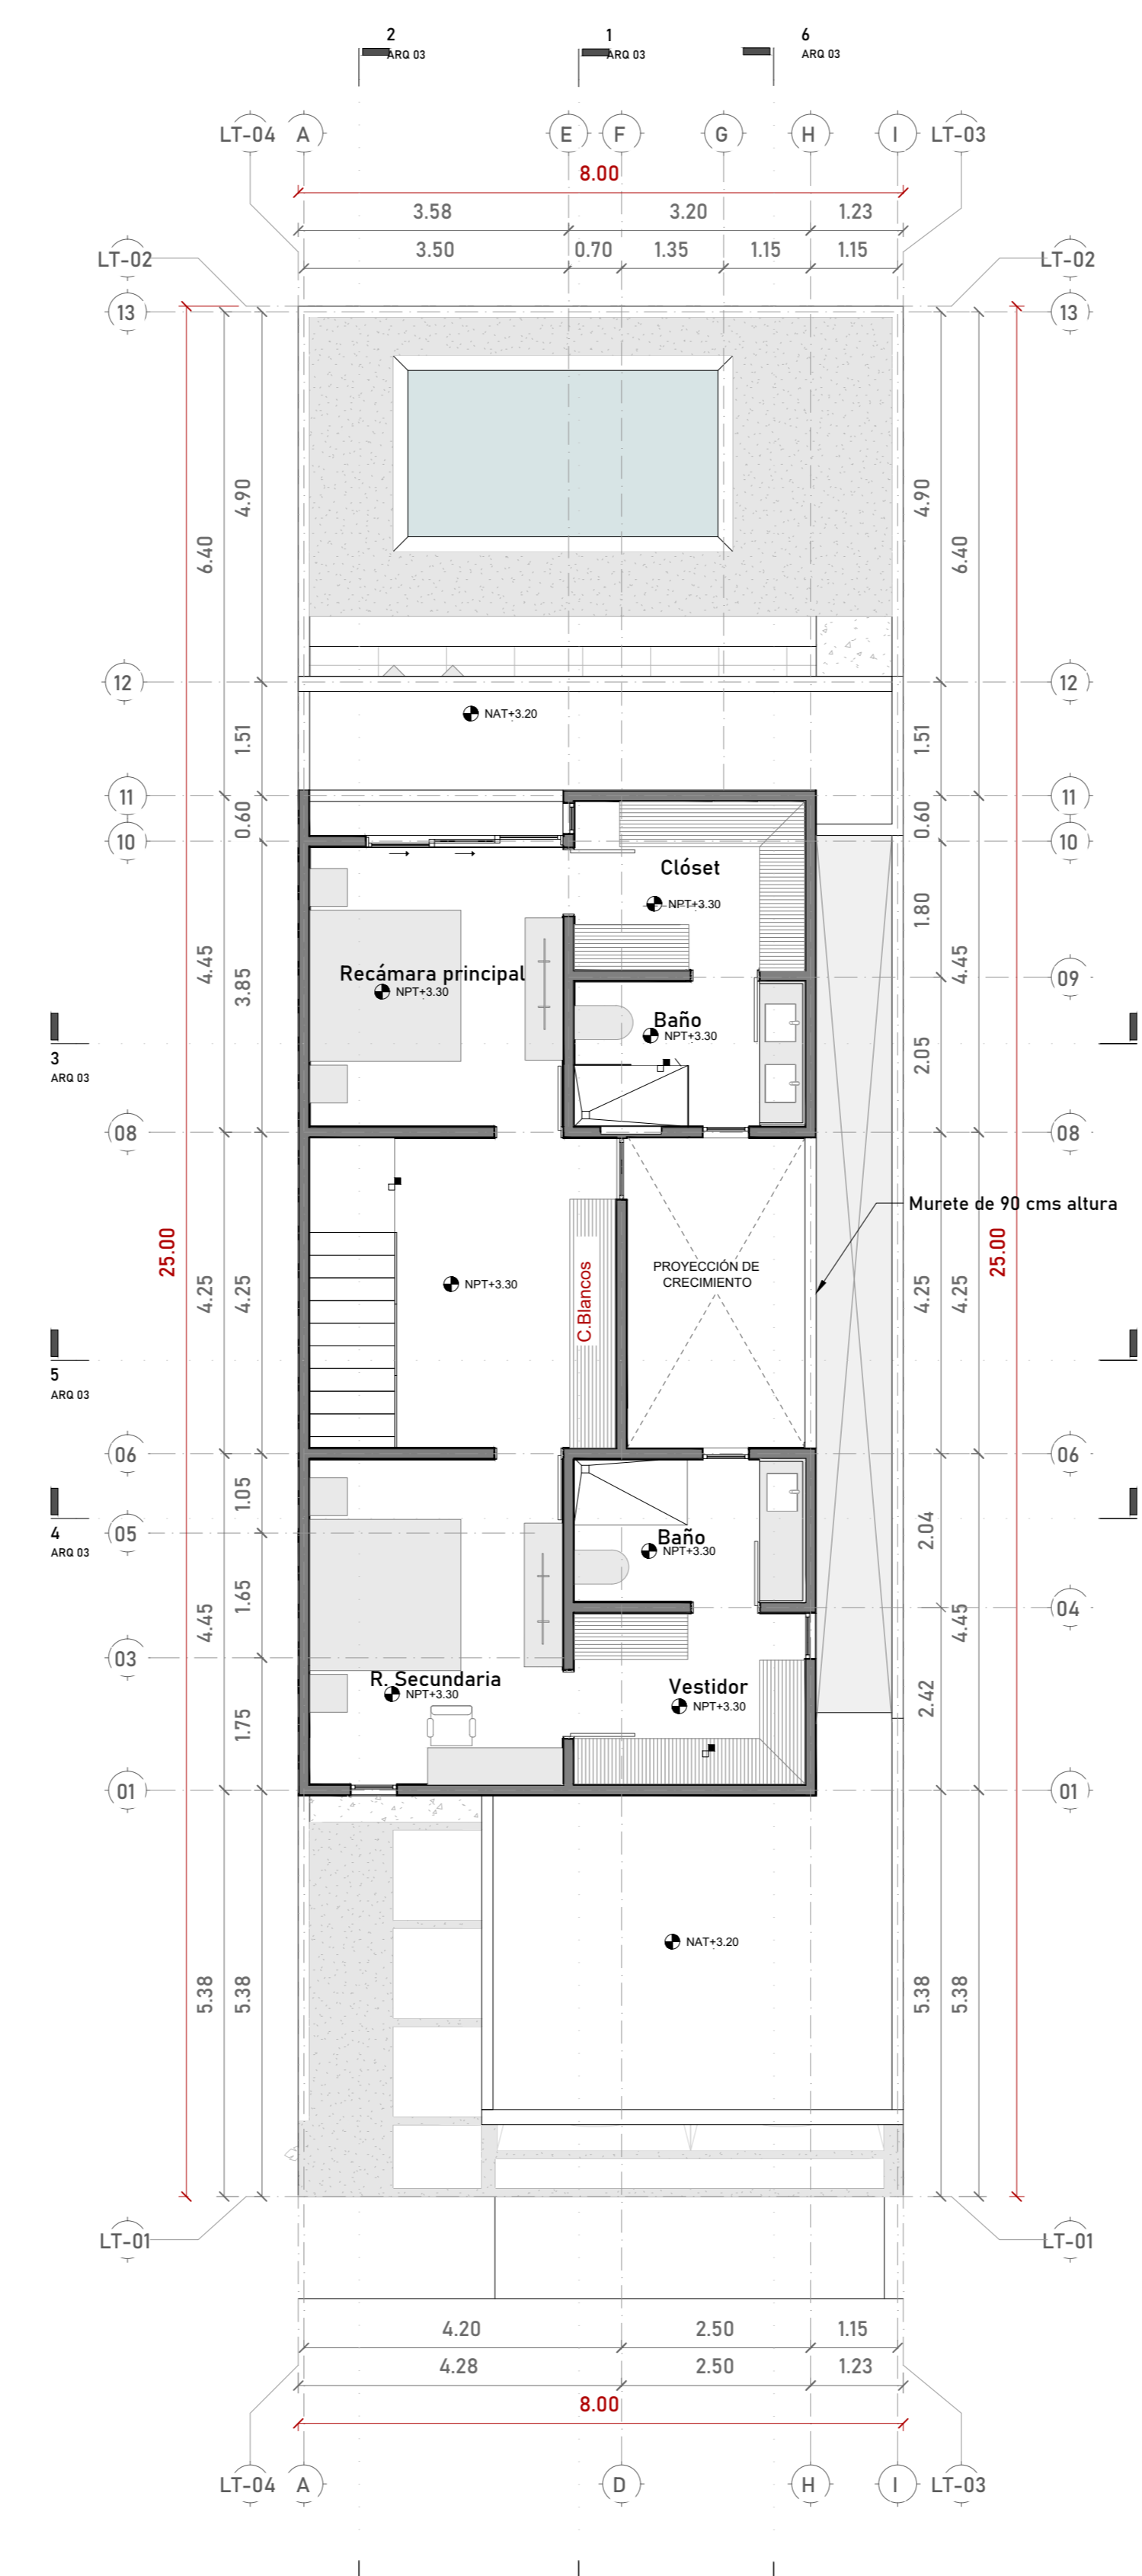 2
ARQ 03
1
ARQ 03
6
ARQ 03
LT-04
A
E
F
G
H
I
LT-03
8.00
3.58
3.20
1.23
3.50
0.70
1.35
1.15
1.15
LT-02
LT-02
13
13
4.90
6.40
4.90
6.40
12
12
NAT+3.20
1.51
1.51
11
11
0.60
0.60
10
10
Clóset
NPT+3.30
1.80
Recámara principal
NPT+3.30
4.45
3.85
4.45
09
Baño
NPT+3.30
3
ARQ 03
2.05
08
08
Murete de 90 cms altura
25.00
25.00
PROYECCIÓN DE
CRECIMIENTO
NPT+3.30
C.Blancos
4.25
4.25
4.25
4.25
5
ARQ 03
06
06
1.05
4
ARQ 03
05
Baño
NPT+3.30
2.04
1.65
4.45
4.45
04
03
R. Secundaria
NPT+3.30
Vestidor
NPT+3.30
2.42
1.75
01
01
NAT+3.20
5.38
5.38
5.38
5.38
LT-01
LT-01
4.20
2.50
1.15
4.28
2.50
1.23
8.00
LT-04
A
D
H
I
LT-03